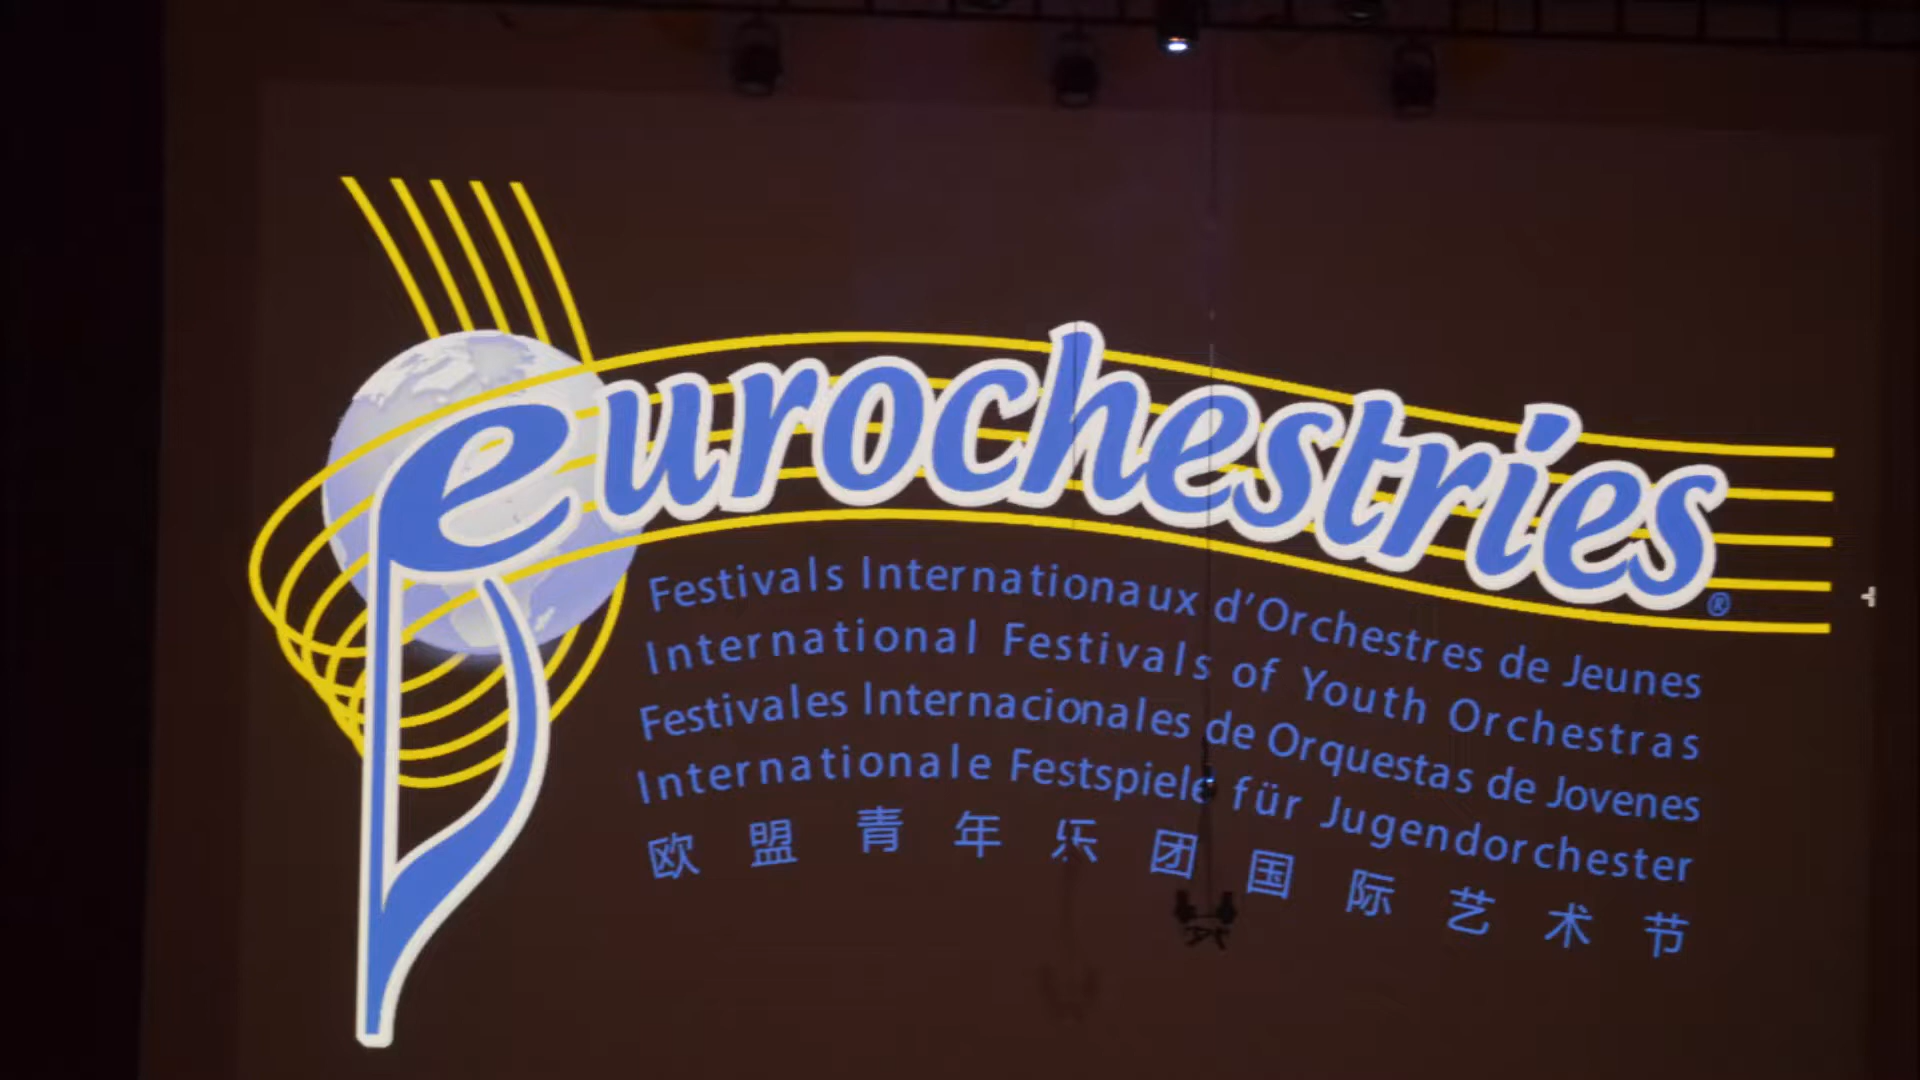 eurochestries®
Festivals Internationaux d'Orchestres de Jeunes
International Festivals of Youth Orchestras
Festivales Internacionales de Orquestas de Jovenes
Internationale Festspiele für Jugendorchester
欧盟青年乐团国际艺术节